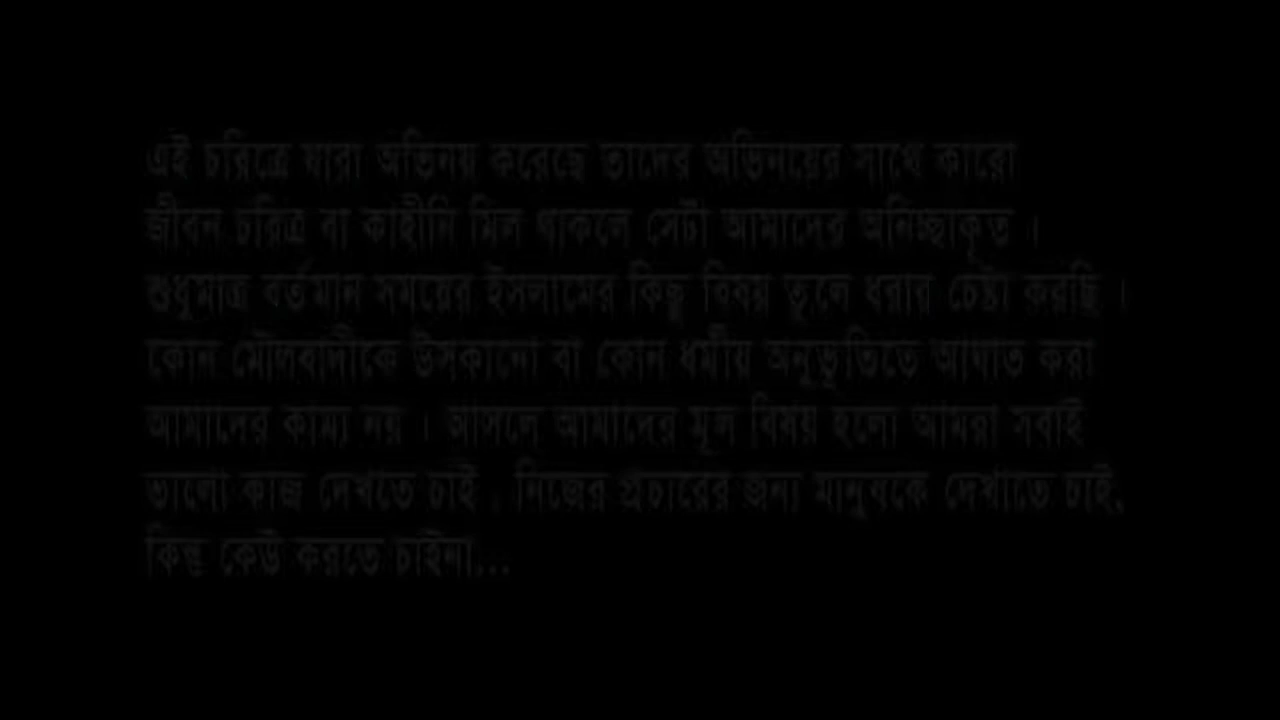 এই চরিত্রে যারা অভিনয় করেছে তাদের অভিনয়ের সাথে কারো
জীবন চরিত্র বা কাহীনি মিল থাকলে সেটা আমাদের অনিচ্ছাকৃত ।
শুধুমাত্র বর্তমান সময়ের ইসলামের কিছু বিষয় তুলে ধরার চেষ্টা করছি ।
কোন মৌলবাদীকে উসকানো বা কোন ধর্মীয় অনূভূতিতে আঘাত করা
আমাদের কাম্য নয় । আসলে আমাদের মূল বিষয় হলো আমরা সবাই
ভালো কাজ দেখতে চাই , নিজের প্রচারের জন্য মানুষকে দেখাতে চাই,
কিন্তু কেউ করতে চাইনা...